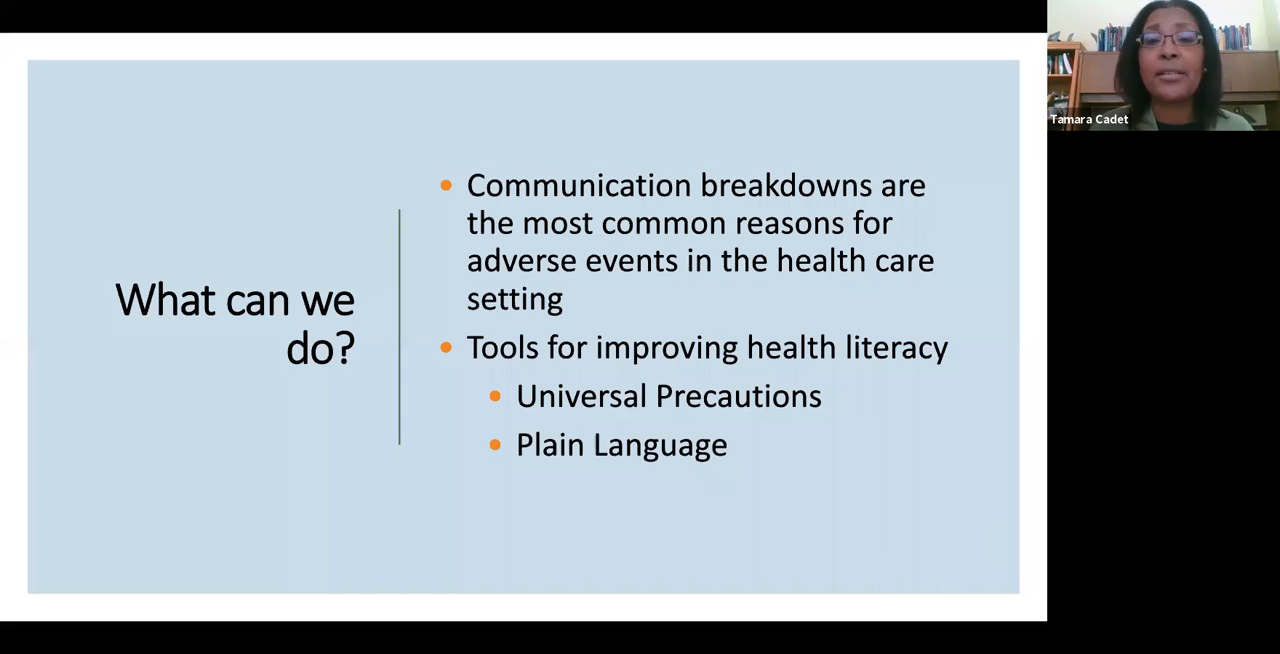 What can we
do?
• Communication breakdowns are
the most common reasons for
adverse events in the health care
setting
• Tools for improving health literacy
• Universal Precautions
• Plain Language
Tamara Cadet